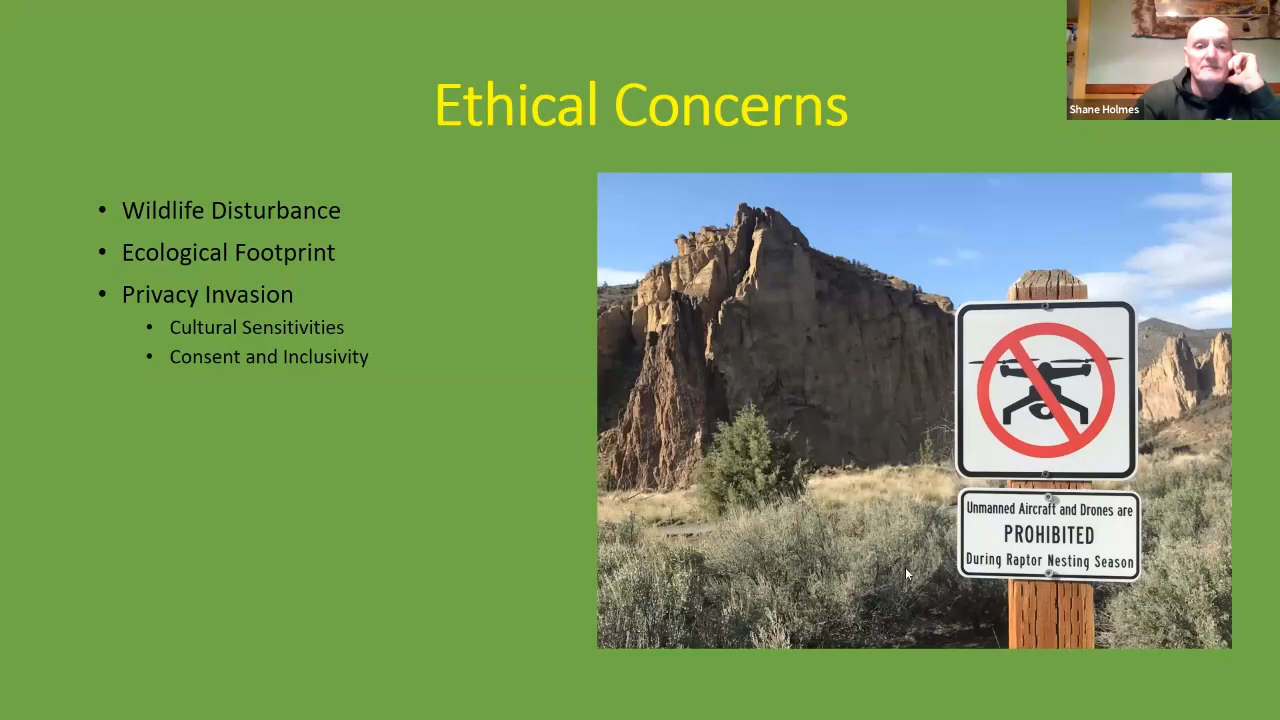 Ethical Concerns
Shane Holmes
• Wildlife Disturbance
• Ecological Footprint
• Privacy Invasion
• Cultural Sensitivities
• Consent and Inclusivity
Unmanned Aircraft and Drones are
PROHIBITED
During Raptor Nesting Season